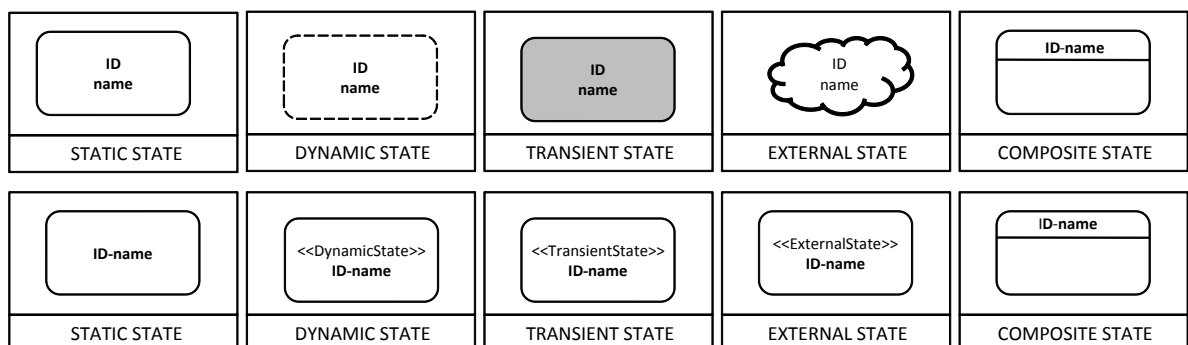 ID
name
ID
name
ID
name
ID
name
ID-name
STATIC STATE
DYNAMIC STATE
TRANSIENT STATE
EXTERNAL STATE
COMPOSITE STATE
ID-name
<<DynamicState>>
ID-name
<<TransientState>>
ID-name
<<ExternalState>>
ID-name
ID-name
STATIC STATE
DYNAMIC STATE
TRANSIENT STATE
EXTERNAL STATE
COMPOSITE STATE